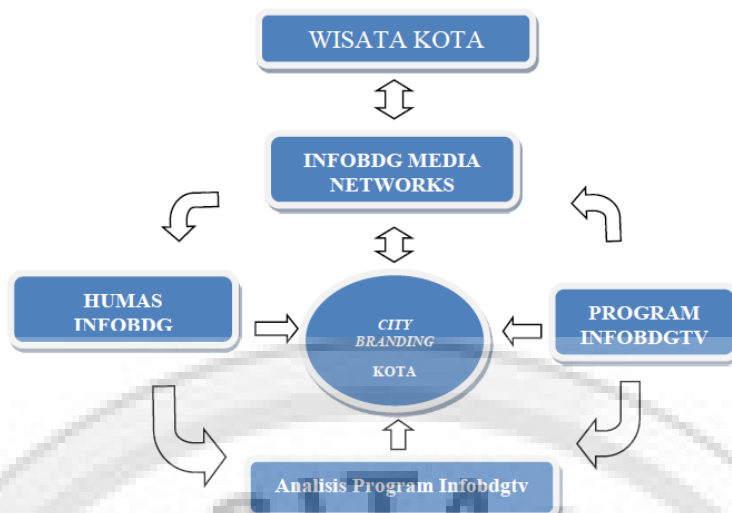 WISATA KOTA
INFOBDG MEDIA
NETWORKS
HUMAS
INFOBDG
CITY
BRANDING
KOTA
PROGRAM
INFOBDGTV
Analisis Program Infobdgtv